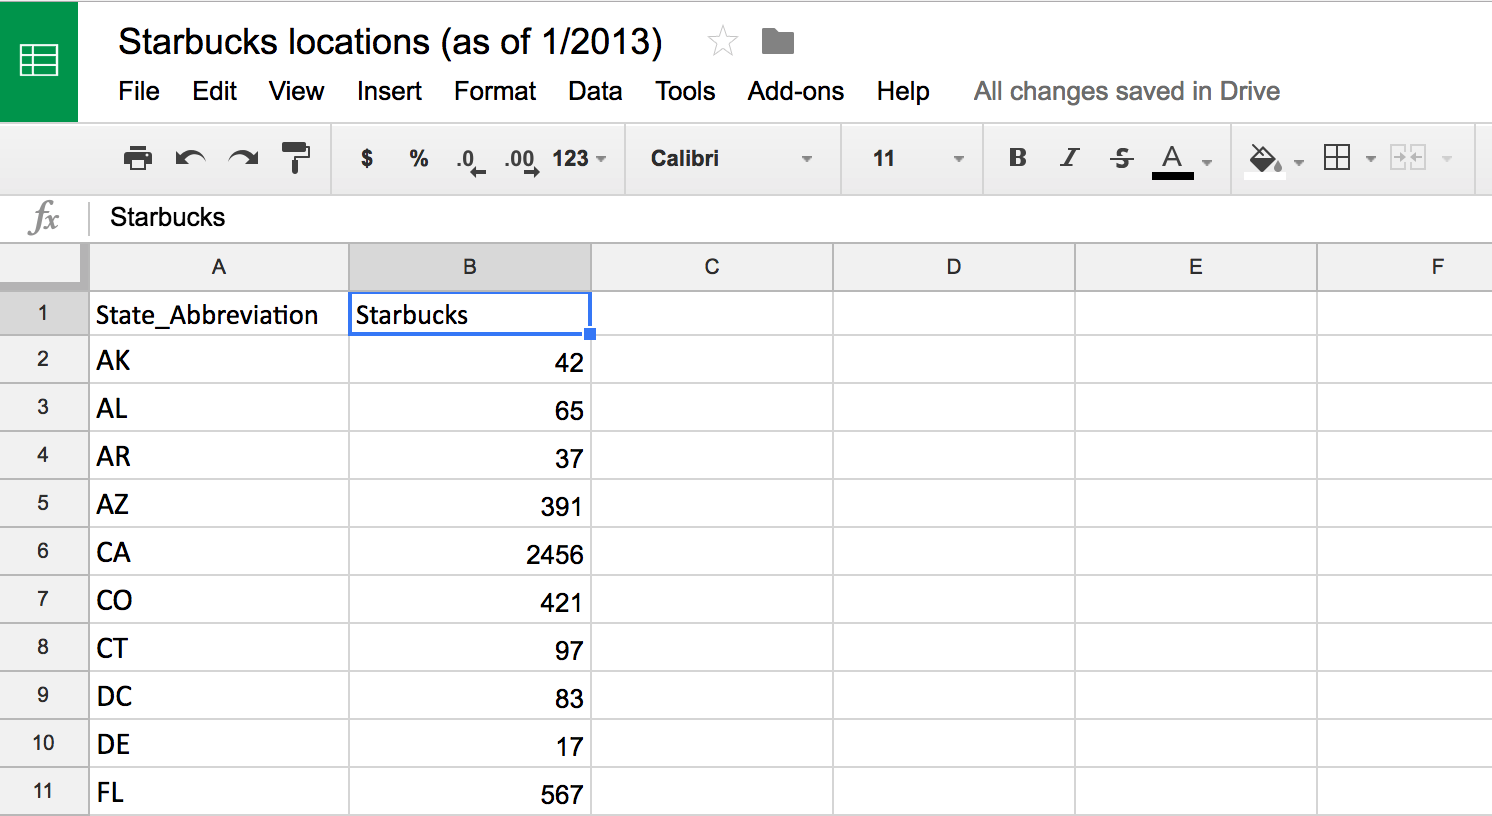 Starbucks locations (as of 1/2013)
File Edit View Insert Format Data Tools Add-ons Help All changes saved in Drive
$ % .0 .00 123 Calibri 11 B I S A
fx Starbucks
A B C D E F
1 State_Abbreviation Starbucks
2 AK 42
3 AL 65
4 AR 37
5 AZ 391
6 CA 2456
7 CO 421
8 CT 97
9 DC 83
10 DE 17
11 FL 567